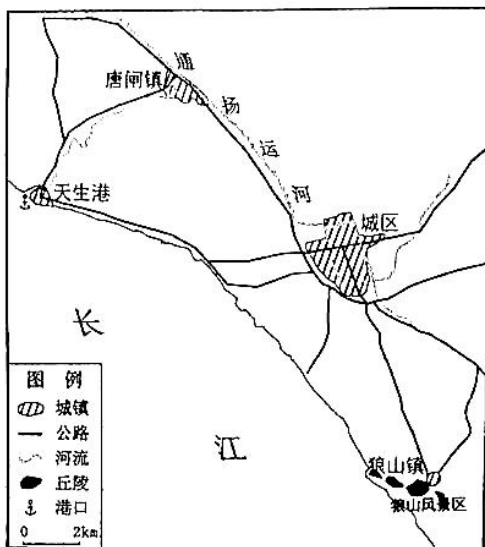 通扬运河
唐闸镇
天生港
城区
长江
狼山镇
狼山风景区
图 例
城镇
公路
河流
丘陵
港口
0 2km